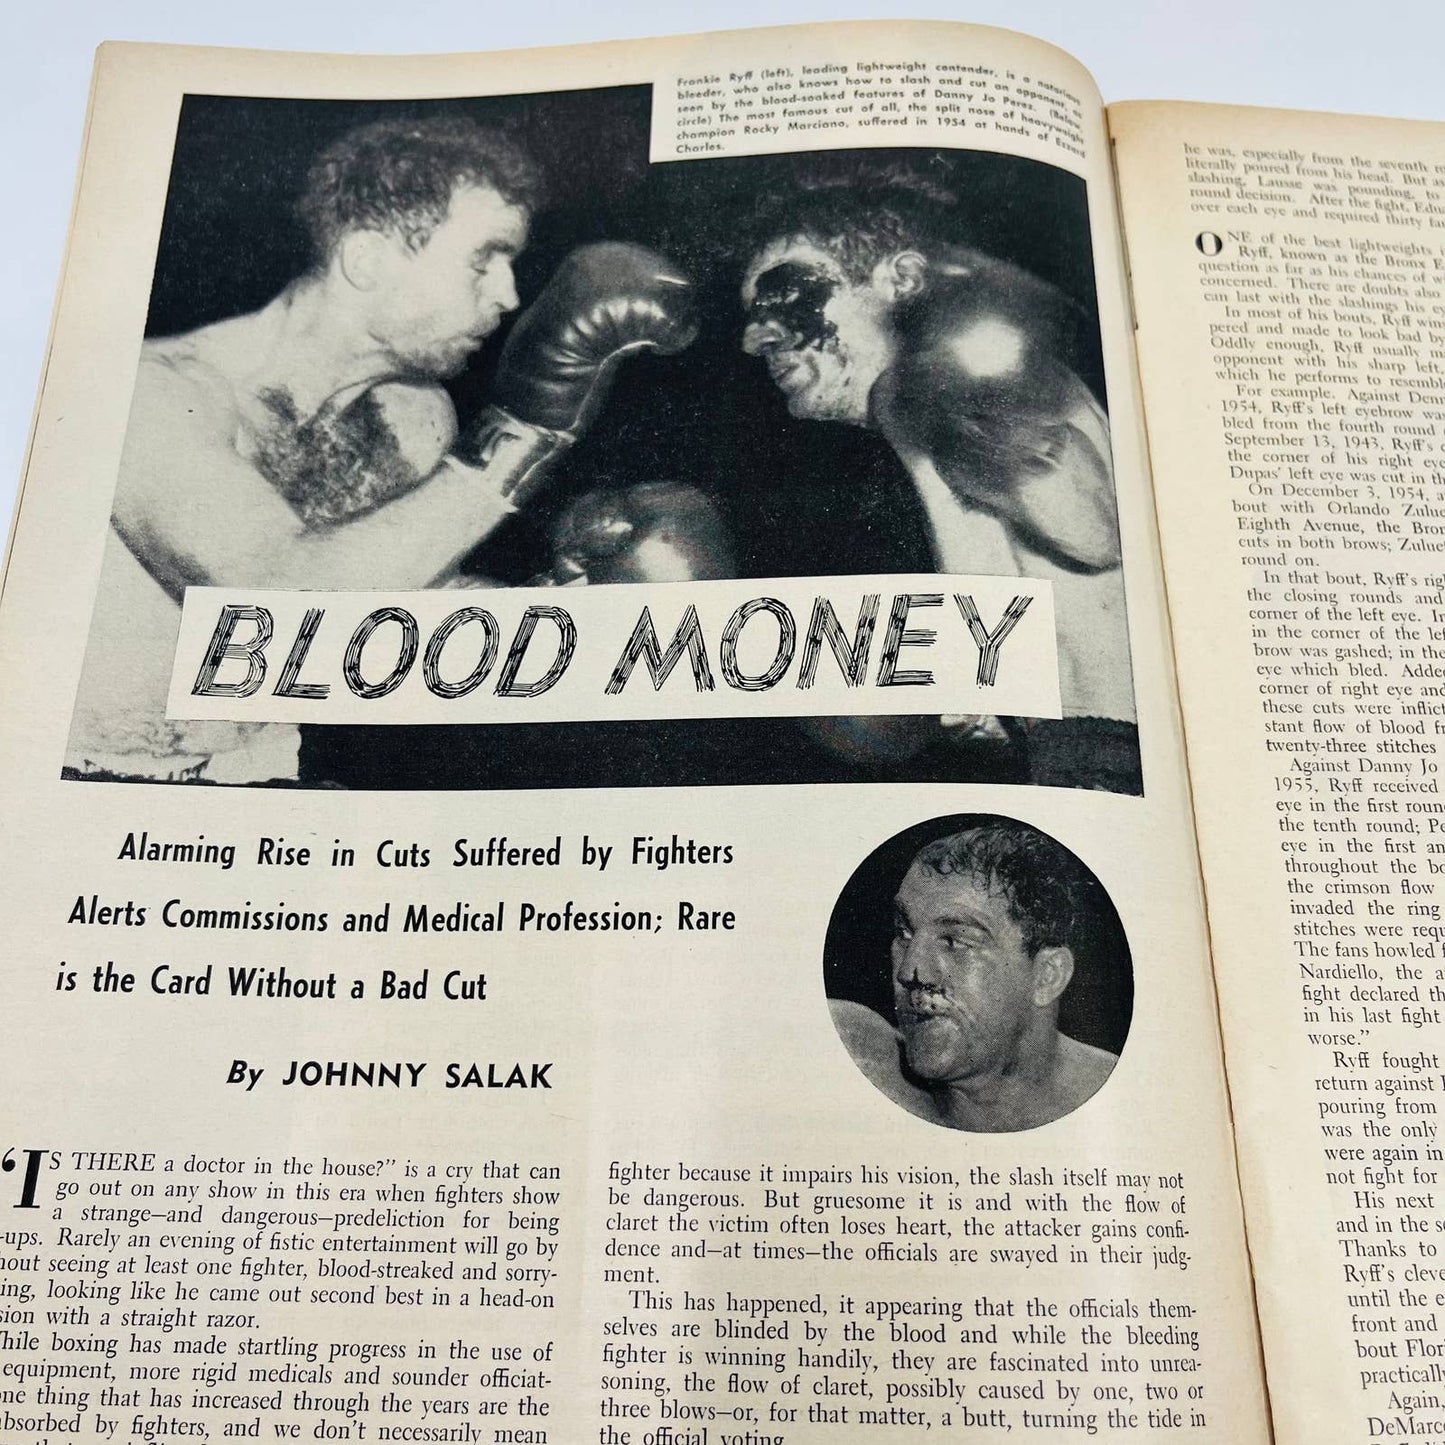 Frankie Ryff (left), leading lightweight contender, is a notorious
bleeder, who also knows how to slash and cut an opponent, as
seen by the blood-soaked features of Danny Jo Perez. (Below,
circle) The most famous cut of all, the split nose of heavyweight
champion Rocky Marciano, suffered in 1954 at hands of Ezzard
Charles.
BLOOD MONEY
Alarming Rise in Cuts Suffered by Fighters
Alerts Commissions and Medical Profession; Rare
is the Card Without a Bad Cut
By JOHNNY SALAK
"IS THERE a doctor in the house?" is a cry that can
go out on any show in this era when fighters show
a strange—and dangerous—predeliction for being
-ups. Rarely an evening of fistic entertainment will go by
hout seeing at least one fighter, blood-streaked and sorry-
ing, looking like he came out second best in a head-on
sion with a straight razor.
While boxing has made startling progress in the use of
equipment, more rigid medicals and sounder officiat-
one thing that has increased through the years are the
absorbed by fighters, and we don't necessarily mean
fighter because it impairs his vision, the slash itself may not
be dangerous. But gruesome it is and with the flow of
claret the victim often loses heart, the attacker gains confi-
dence and—at times—the officials are swayed in their judg-
ment.
This has happened, it appearing that the officials them-
selves are blinded by the blood and while the bleeding
fighter is winning handily, they are fascinated into unrea-
soning, the flow of claret, possibly caused by one, two or
three blows—or, for that matter, a butt, turning the tide in
the official voting.
he was, especially from the seventh
literally poured from his head. But
slashing, Lausse was pounding, to
round decision. After the fight,
over each eye and required thirty
ONE of the best lightweights
Ryff, known as the Bronx
question as far as his chances of
concerned. There are doubts also
can last with the slashings his
In most of his bouts, Ryff
pered and made to look bad by
Oddly enough, Ryff usually
opponent with his sharp left,
which he performs to
For example. Against
1954, Ryff's left eyebrow
bled from the fourth round
September 13, 1943, Ryff's
the corner of his right
Dupas' left eye was cut in
On December 3, 1954,
bout with Orlando
Eighth Avenue, the
cuts in both brows;
round on.
In that bout, Ryff's
the closing rounds and
corner of the left eye.
in the corner of the
brow was gashed; in the
eye which bled.
corner of right eye
these cuts were
stant flow of blood
twenty-three stitches
Against Danny Jo
1955, Ryff received
eye in the first
the tenth round;
eye in the first
throughout the
the crimson flow
invaded the ring
stitches were
The fans howled
Nardiello, the
fight declared
in his last fight
worse."
Ryff fought
return against
pouring from
was the only
were again in
not fight for
His next
and in the
Thanks to
Ryff's
until the
front and
bout
practically
Again,